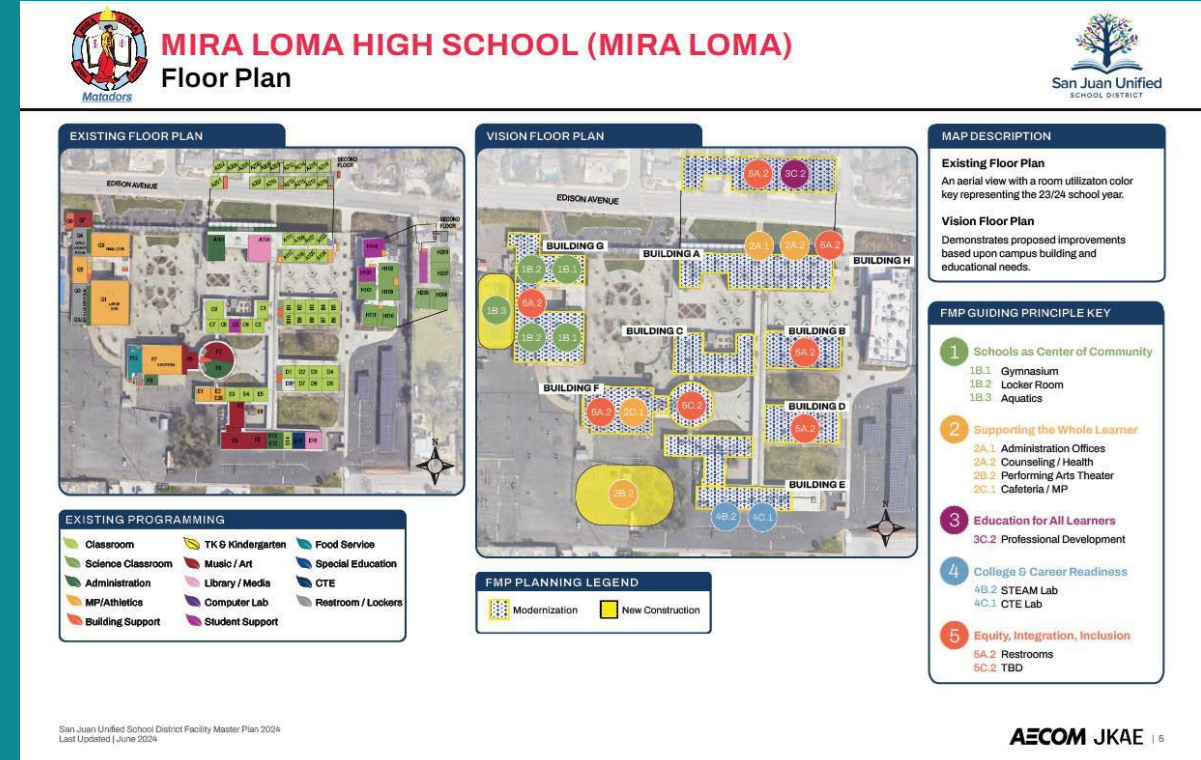 MIRA LOMA
HIGH SCHOOL
Matadors
MIRA LOMA HIGH SCHOOL (MIRA LOMA)
Floor Plan
San Juan Unified
SCHOOL DISTRICT
EXISTING FLOOR PLAN
SECOND
FLOOR
EDISON AVENUE
SECOND
FLOOR
N
EXISTING PROGRAMMING
Classroom
Science Classroom
Administration
MP/Athletics
Building Support
TK & Kindergarten
Music / Art
Library / Media
Computer Lab
Student Support
Food Service
Special Education
CTE
Restroom / Lockers
VISION FLOOR PLAN
5A.2 3C.2
EDISON AVENUE
BUILDING G
BUILDING A
2A.1 2A.2 5A.2
BUILDING H
1B.2 1B.1
1B.3
5A.2
1B.2 1B.1
BUILDING C
BUILDING B
5A.2
BUILDING F
5A.2 2C.1
5C.2
BUILDING D
5A.2
BUILDING E
2B.2
4B.2 4C.1
N
FMP PLANNING LEGEND
Modernization
New Construction
MAP DESCRIPTION
Existing Floor Plan
An aerial view with a room utilizaton color
key representing the 23/24 school year.
Vision Floor Plan
Demonstrates proposed improvements
based upon campus building and
educational needs.
FMP GUIDING PRINCIPLE KEY
1 Schools as Center of Community
1B.1 Gymnasium
1B.2 Locker Room
1B.3 Aquatics
2 Supporting the Whole Learner
2A.1 Administration Offices
2A.2 Counseling / Health
2B.2 Performing Arts Theater
2C.1 Cafeteria / MP
3 Education for All Learners
3C.2 Professional Development
4 College & Career Readiness
4B.2 STEAM Lab
4C.1 CTE Lab
5 Equity, Integration, Inclusion
5A.2 Restrooms
5C.2 TBD
San Juan Unified School District Facility Master Plan 2024
Last Updated | June 2024
AECOM JKAE | 5